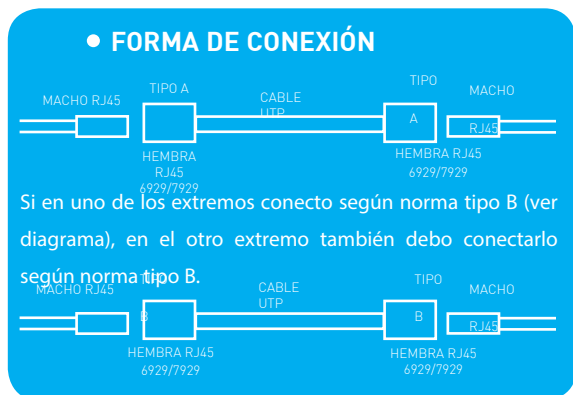 • FORMA DE CONEXIÓN
TIPO A
TIPO
MACHO RJ45
CABLE
MACHO
UTP
A
RJ45
HEMBRA
HEMBRA RJ45
RJ45
6929/7929
6929/7929
Si en uno de los extremos conecto según norma tipo B (ver
diagrama), en el otro extremo también debo conectarlo
según norma tipo B.
TIPO
TIPO
MACHO RJ45
CABLE
MACHO
UTP
B
B
RJ45
HEMBRA RJ45
HEMBRA RJ45
6929/7929
6929/7929